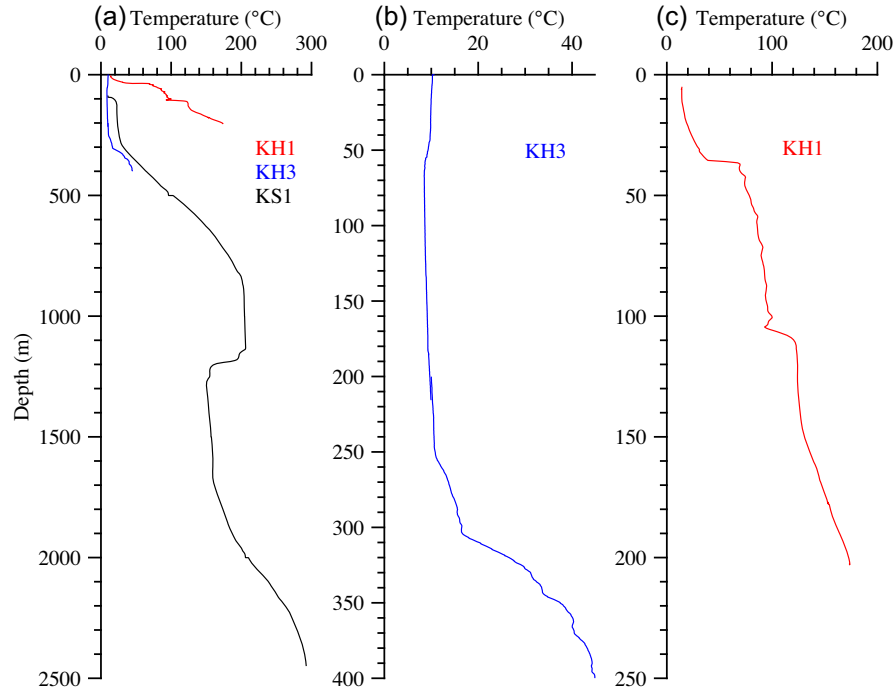 (a) Temperature (°C)
0 100 200 300
0
500
1000
1500
2000
2500
Depth (m)
KH1
KH3
KS1
(b) Temperature (°C)
0 20 40
0
50
100
150
200
250
300
350
400
KH3
(c) Temperature (°C)
0 100 200
0
50
100
150
200
250
KH1